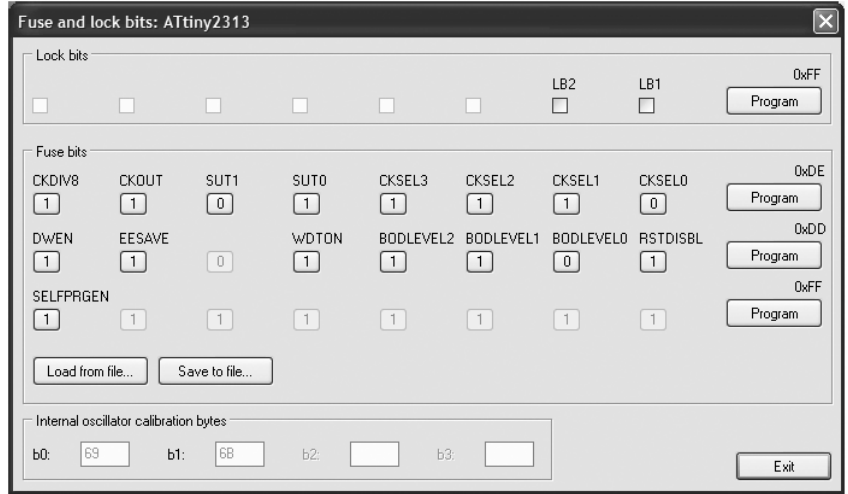 Fuse and lock bits: ATtiny2313
Lock bits
0xFF
LB2 LB1
Program
Fuse bits
0xDE
CKDIV8 CKOUT SUT1 SUT0 CKSEL3 CKSEL2 CKSEL1 CKSEL0
1 1 0 1 1 1 1 0 Program
0xDD
DWEN EESAVE WDTON BODLEVEL2 BODLEVEL1 BODLEVEL0 RSTDISBL
1 1 0 1 1 1 0 1 Program
0xFF
SELFPRGEN
1 1 1 1 1 1 1 1 Program
Load from file... Save to file...
Internal oscillator calibration bytes
b0: 69 b1: 6B b2: b3:
Exit